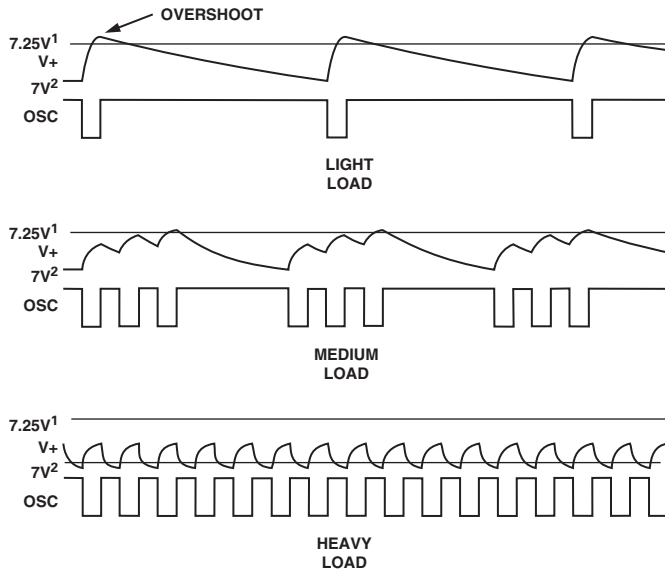 OVERSHOOT
7.25V¹
V+
7V²
OSC
LIGHT
LOAD
7.25V¹
V+
7V²
OSC
MEDIUM
LOAD
7.25V¹
V+
7V²
OSC
HEAVY
LOAD